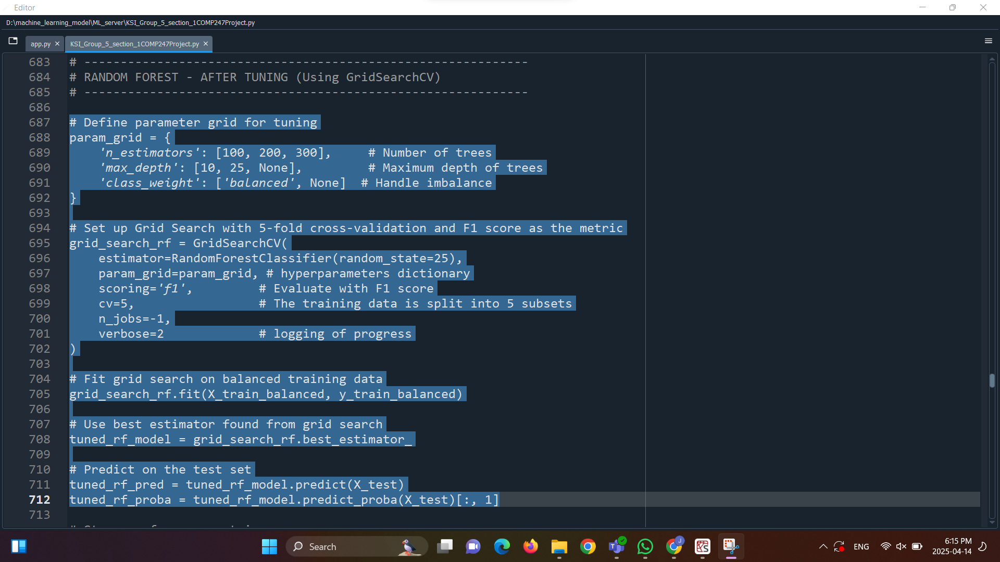 Editor
D:\machine_learning_model\ML_server\KSI_Group_5_section_1COMP247Project.py
app.py
KSI_Group_5_section_1COMP247Project.py
683 # -------------------------------------------------------------
684 # RANDOM FOREST - AFTER TUNING (Using GridSearchCV)
685 # -------------------------------------------------------------
686
687 # Define parameter grid for tuning
688 param_grid = {
689     'n_estimators': [100, 200, 300],     # Number of trees
690     'max_depth': [10, 25, None],         # Maximum depth of trees
691     'class_weight': ['balanced', None]  # Handle imbalance
692 }
693
694 # Set up Grid Search with 5-fold cross-validation and F1 score as the metric
695 grid_search_rf = GridSearchCV(
696     estimator=RandomForestClassifier(random_state=25),
697     param_grid=param_grid, # hyperparameters dictionary
698     scoring='f1',         # Evaluate with F1 score
699     cv=5,                 # The training data is split into 5 subsets
700     n_jobs=-1,
701     verbose=2             # logging of progress
702 )
703
704 # Fit grid search on balanced training data
705 grid_search_rf.fit(X_train_balanced, y_train_balanced)
706
707 # Use best estimator found from grid search
708 tuned_rf_model = grid_search_rf.best_estimator_
709
710 # Predict on the test set
711 tuned_rf_pred = tuned_rf_model.predict(X_test)
712 tuned_rf_proba = tuned_rf_model.predict_proba(X_test)[:, 1]
713
Search
ENG
6:15 PM
2025-04-14